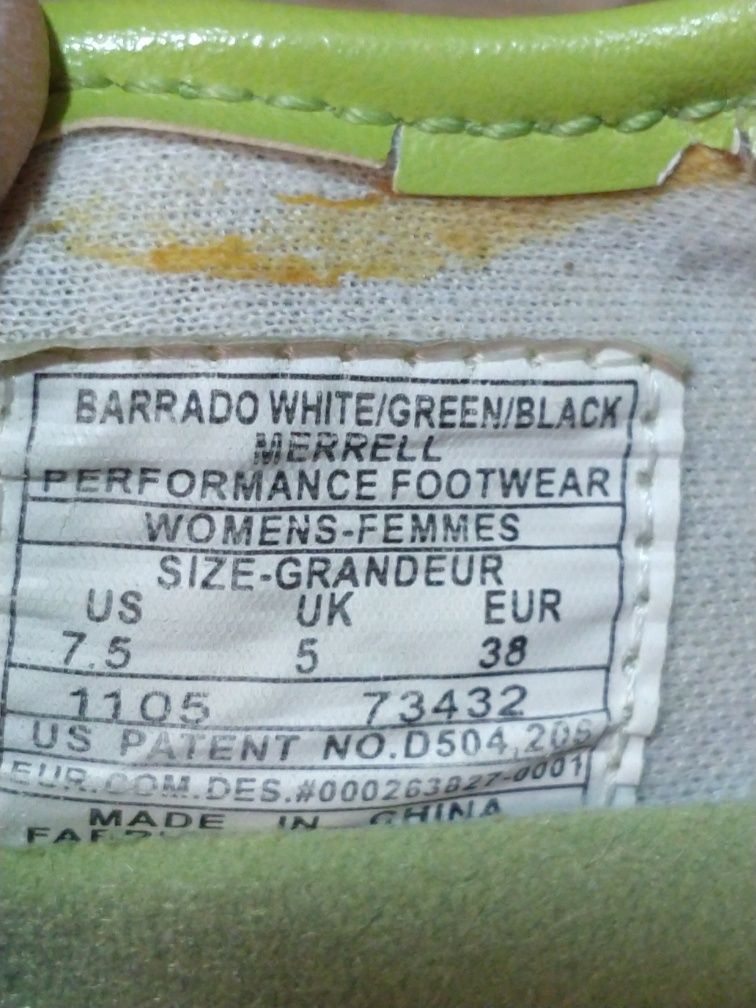 BARRADO WHITE/GREEN/BLACK
MERRELL
PERFORMANCE FOOTWEAR
WOMENS-FEMMES
SIZE-GRANDEUR
US UK EUR
7.5 5 38
1105 73432
US PATENT NO.D504,208
EUR.COM.DES.#000263827-0001
MADE IN CHINA